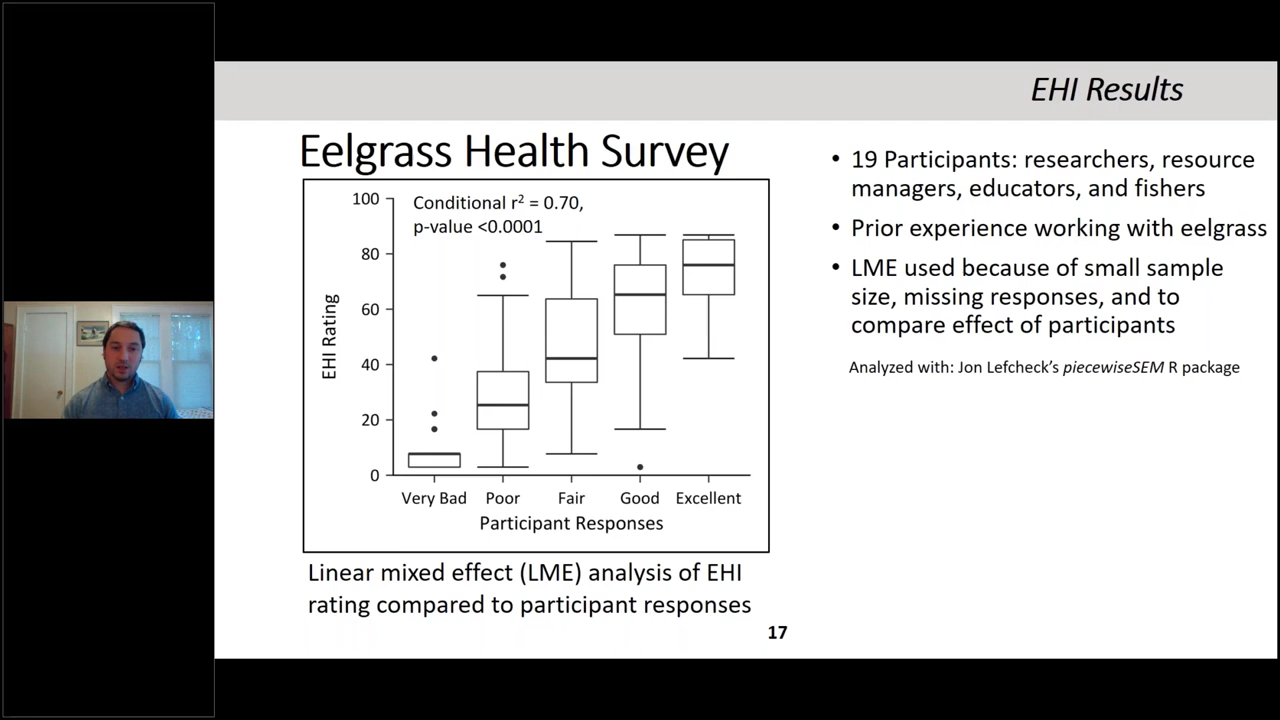 EHI Results
Eelgrass Health Survey
Conditional r² = 0.70,
p-value <0.0001
100
80
60
40
20
0
EHI Rating
Very Bad Poor Fair Good Excellent
Participant Responses
Linear mixed effect (LME) analysis of EHI
rating compared to participant responses
• 19 Participants: researchers, resource
managers, educators, and fishers
• Prior experience working with eelgrass
• LME used because of small sample
size, missing responses, and to
compare effect of participants
Analyzed with: Jon Lefcheck's piecewiseSEM R package
17